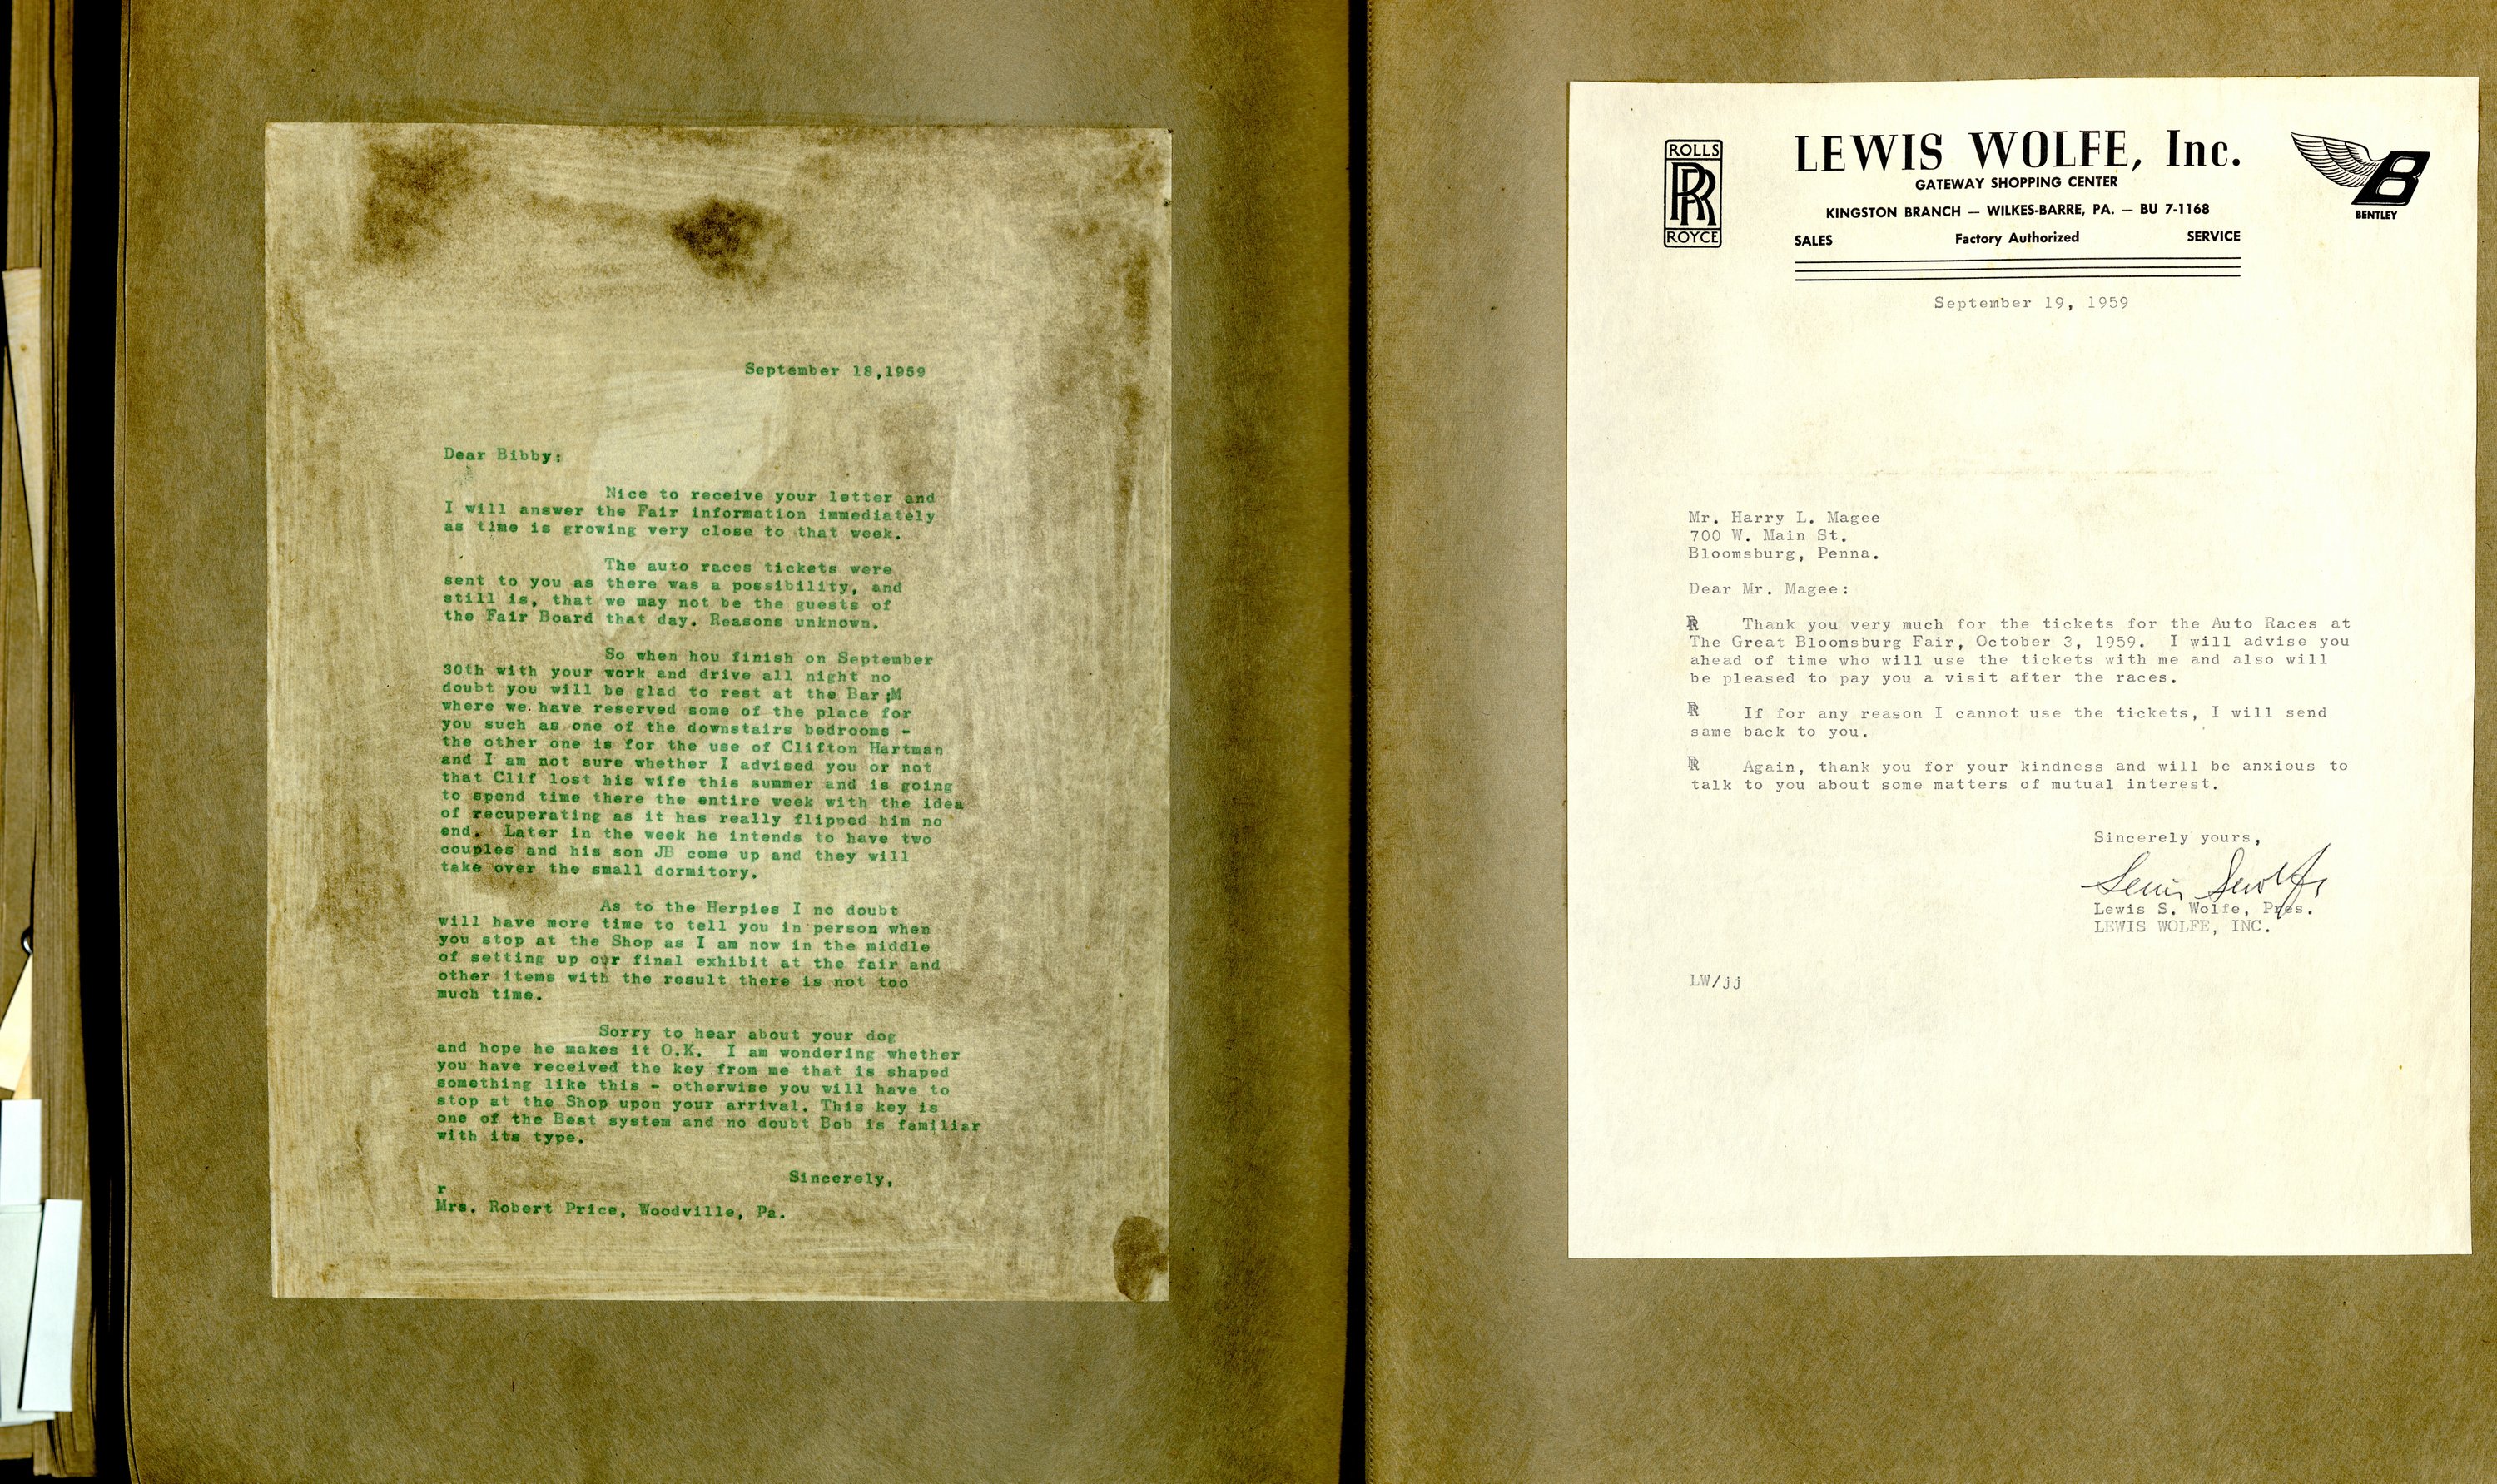 September 18,1959
Dear Bibby:
Nice to receive your letter and
I will answer the Fair information immediately
as time is growing very close to that week.
The auto races tickets were
sent to you as there was a possibility, and
still is, that we may not be the guests of
the Fair Board that day. Reasons unknown.
So when hou finish on September
30th with your work and drive all night no
doubt you will be glad to rest at the Bar;M
where we have reserved some of the place for
you such as one of the downstairs bedrooms -
the other one is for the use of Clifton Hartman
and I am not sure whether I advised you or not
that Clif lost his wife this summer and is going
to spend time there the entire week with the idea
of recuperating as it has really flipped him no
end. Later in the week he intends to have two
couples and his son JB come up and they will
take over the small dormitory.
As to the Herpies I no doubt
will have more time to tell you in person when
you stop at the Shop as I am now in the middle
of setting up our final exhibit at the fair and
other items with the result there is not too
much time.
Sorry to hear about your dog
and hope he makes it O.K. I am wondering whether
you have received the key from me that is shaped
something like this - otherwise you will have to
stop at the Shop upon your arrival. This key is
one of the Best system and no doubt Bob is familiar
with its type.
Sincerely,
r
Mrs. Robert Price, Woodville, Pa.
ROLLS
RR
ROYCE
LEWIS WOLFE, Inc.
GATEWAY SHOPPING CENTER
KINGSTON BRANCH — WILKES-BARRE, PA. — BU 7-1168
SALES Factory Authorized SERVICE
B
BENTLEY
September 19, 1959
Mr. Harry L. Magee
700 W. Main St.
Bloomsburg, Penna.
Dear Mr. Magee:
R Thank you very much for the tickets for the Auto Races at
The Great Bloomsburg Fair, October 3, 1959. I will advise you
ahead of time who will use the tickets with me and also will
be pleased to pay you a visit after the races.
R If for any reason I cannot use the tickets, I will send
same back to you.
R Again, thank you for your kindness and will be anxious to
talk to you about some matters of mutual interest.
Sincerely yours,
Lewis S. Wolfe
Lewis S. Wolfe, Pres.
LEWIS WOLFE, INC.
LW/jj